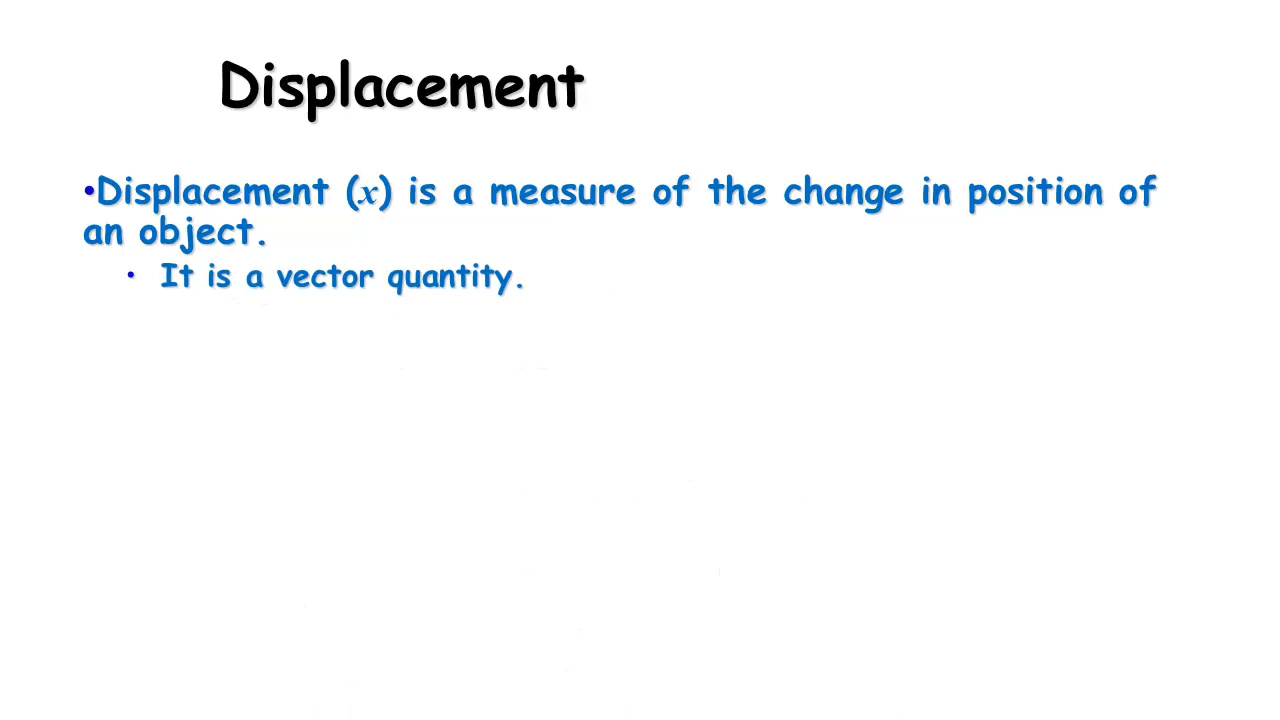 Displacement
•Displacement (x) is a measure of the change in position of
an object.
• It is a vector quantity.